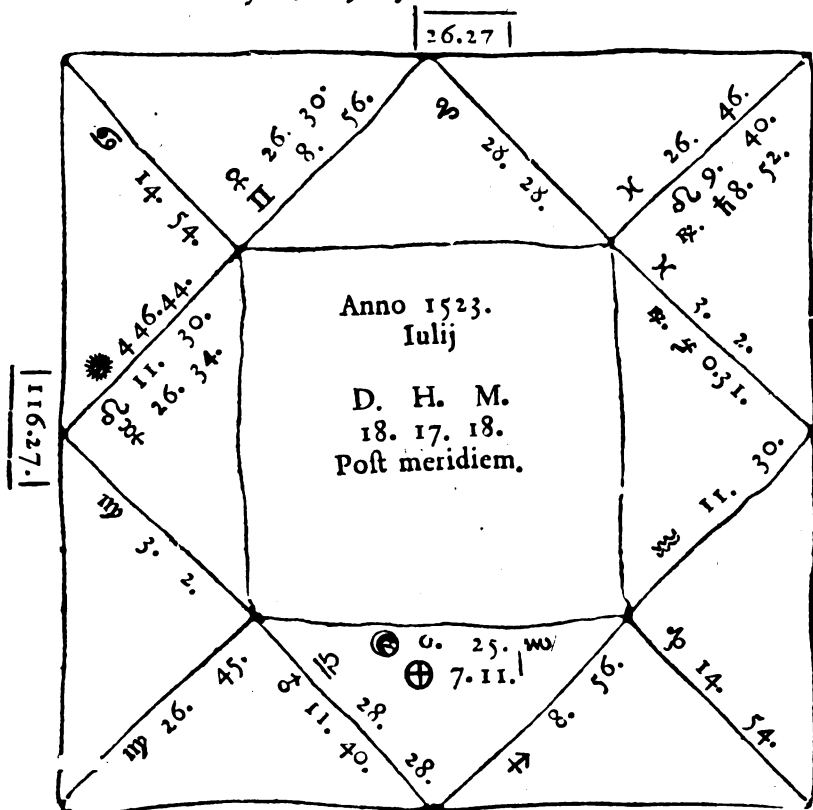 26.27
♈ 28. 28.
♀ 26. 30.
♊ 8. 56.
♋ 14. 54.
☉ 4 46.44.
♌ 11. 30.
☿ 26. 34.
116.27.
♍ 3. 2.
♍ 26. 45.
♎ 28. 28.
♂ 11. 40.
☽ 0. 25. ♏
⊕ 7. 11.
♐ 8. 56.
♑ 14. 54.
♒ 11. 30.
♓ 3. 2.
℞. ♃ 0.31.
♓ 26. 46.
☊ 9. 40.
℞. ♄ 8. 52.
Anno 1523.
Iulij
D. H. M.
18. 17. 18.
Poſt meridiem.